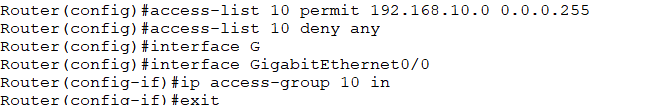 Router(config)#access-list 10 permit 192.168.10.0 0.0.0.255
Router(config)#access-list 10 deny any
Router(config)#interface G
Router(config)#interface GigabitEthernet0/0
Router(config-if)#ip access-group 10 in
Router(config-if)#exit